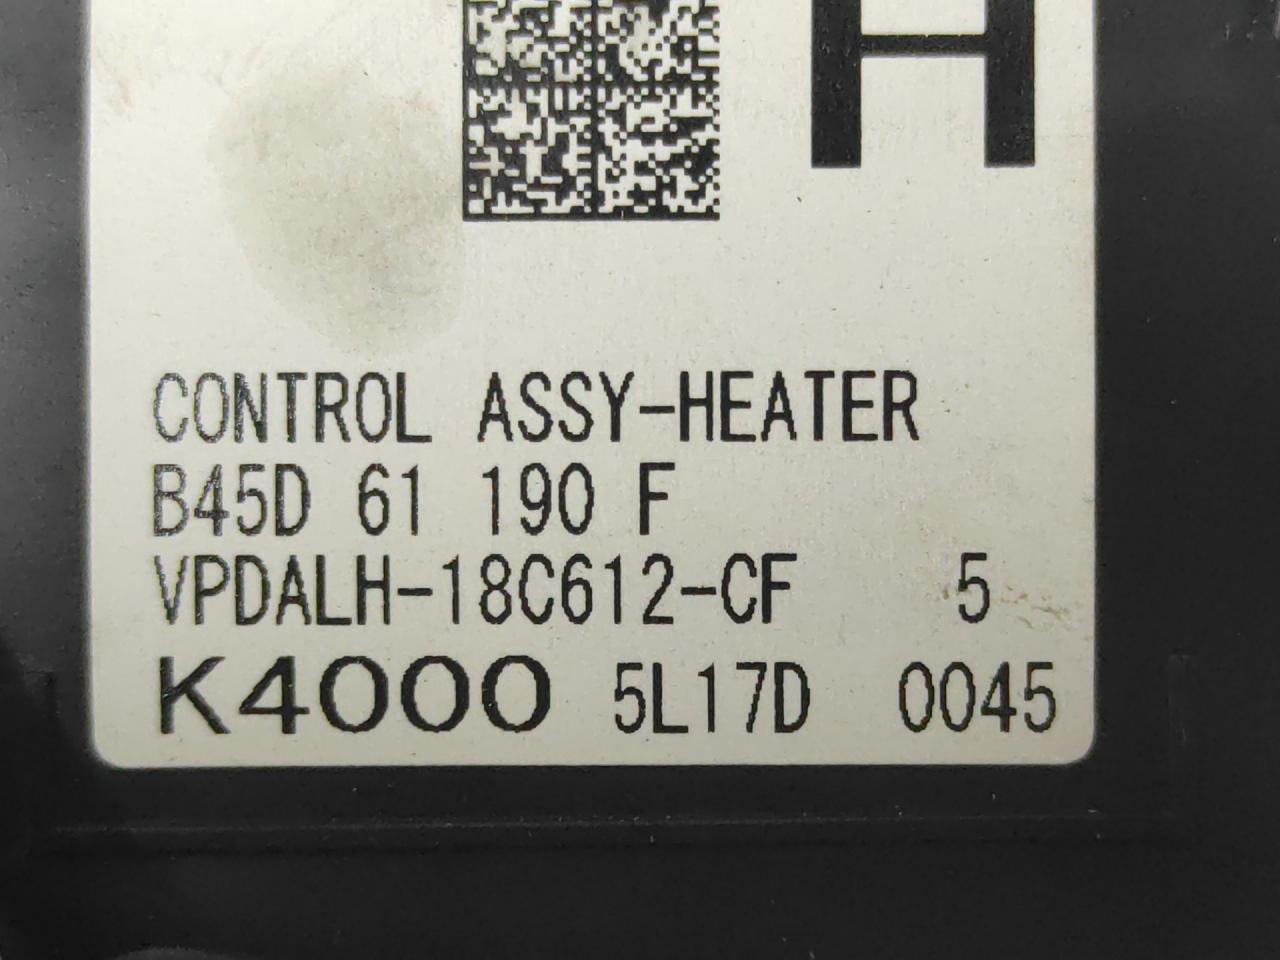 H
CONTROL ASSY-HEATER
B45D 61 190 F
VPDALH-18C612-CF 5
K4000 5L17D 0045